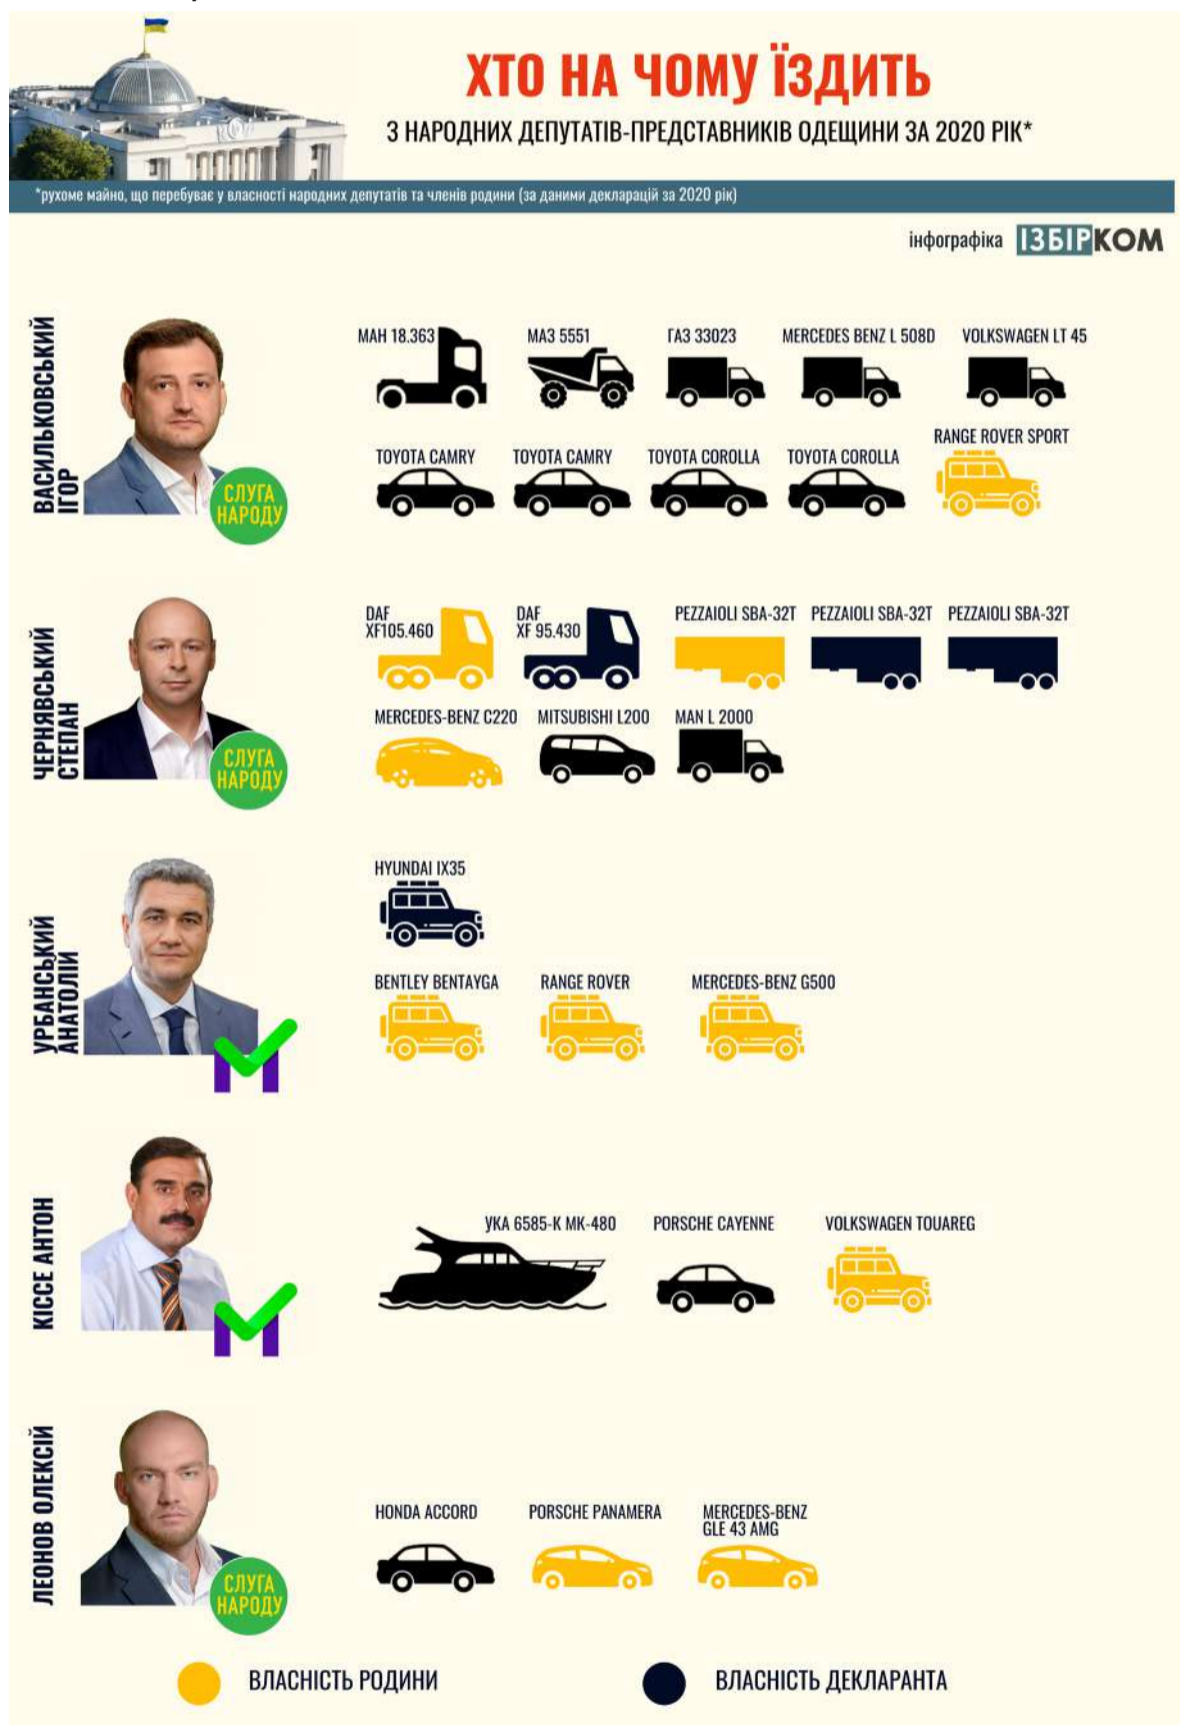 ХТО НА ЧОМУ ЇЗДИТЬ
З НАРОДНИХ ДЕПУТАТІВ-ПРЕДСТАВНИКІВ ОДЕЩИНИ ЗА 2020 РІК*
*рухоме майно, що перебуває у власності народних депутатів та членів родини (за даними декларацій за 2020 рік)
інфографіка ІЗБІРКОМ
ВАСИЛЬКОВСЬКИЙ
ІГОР
СЛУГА
НАРОДУ
МАН 18.363 МАЗ 5551 ГАЗ 33023 MERCEDES BENZ L 508D VOLKSWAGEN LT 45
TOYOTA CAMRY TOYOTA CAMRY TOYOTA COROLLA TOYOTA COROLLA RANGE ROVER SPORT
ЧЕРНЯВСЬКИЙ
СТЕПАН
СЛУГА
НАРОДУ
DAF
XF105.460
DAF
XF 95.430
PEZZAIOLI SBA-32T PEZZAIOLI SBA-32T PEZZAIOLI SBA-32T
MERCEDES-BENZ C220 MITSUBISHI L200 MAN L 2000
УРБАНСЬКИЙ
АНАТОЛІЙ
HYUNDAI IX35
BENTLEY BENTAYGA RANGE ROVER MERCEDES-BENZ G500
КІССЕ АНТОН
УКА 6585-К МК-480 PORSCHE CAYENNE VOLKSWAGEN TOUAREG
ЛЕОНОВ ОЛЕКСІЙ
СЛУГА
НАРОДУ
HONDA ACCORD PORSCHE PANAMERA MERCEDES-BENZ
GLE 43 AMG
ВЛАСНІСТЬ РОДИНИ ВЛАСНІСТЬ ДЕКЛАРАНТА